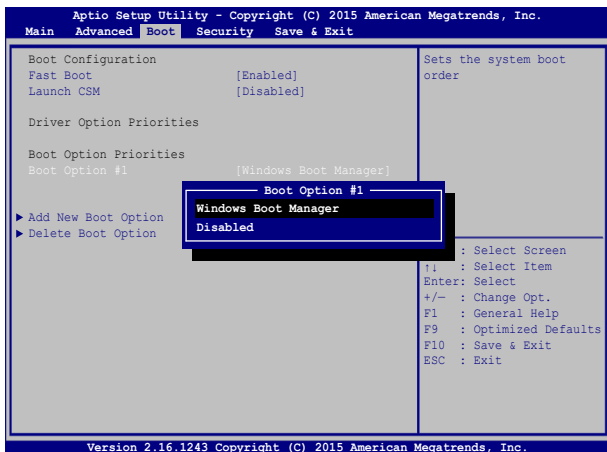 Aptio Setup Utility - Copyright (C) 2015 American Megatrends, Inc.
Main Advanced Boot Security Save & Exit
Boot Configuration
Fast Boot [Enabled]
Launch CSM [Disabled]
Driver Option Priorities
Boot Option Priorities
Boot Option #1 [Windows Boot Manager]
Add New Boot Option
Delete Boot Option
Boot Option #1
Windows Boot Manager
Disabled
Sets the system boot
order
: Select Screen
↑↓ : Select Item
Enter: Select
+/— : Change Opt.
F1 : General Help
F9 : Optimized Defaults
F10 : Save & Exit
ESC : Exit
Version 2.16.1243 Copyright (C) 2015 American Megatrends, Inc.